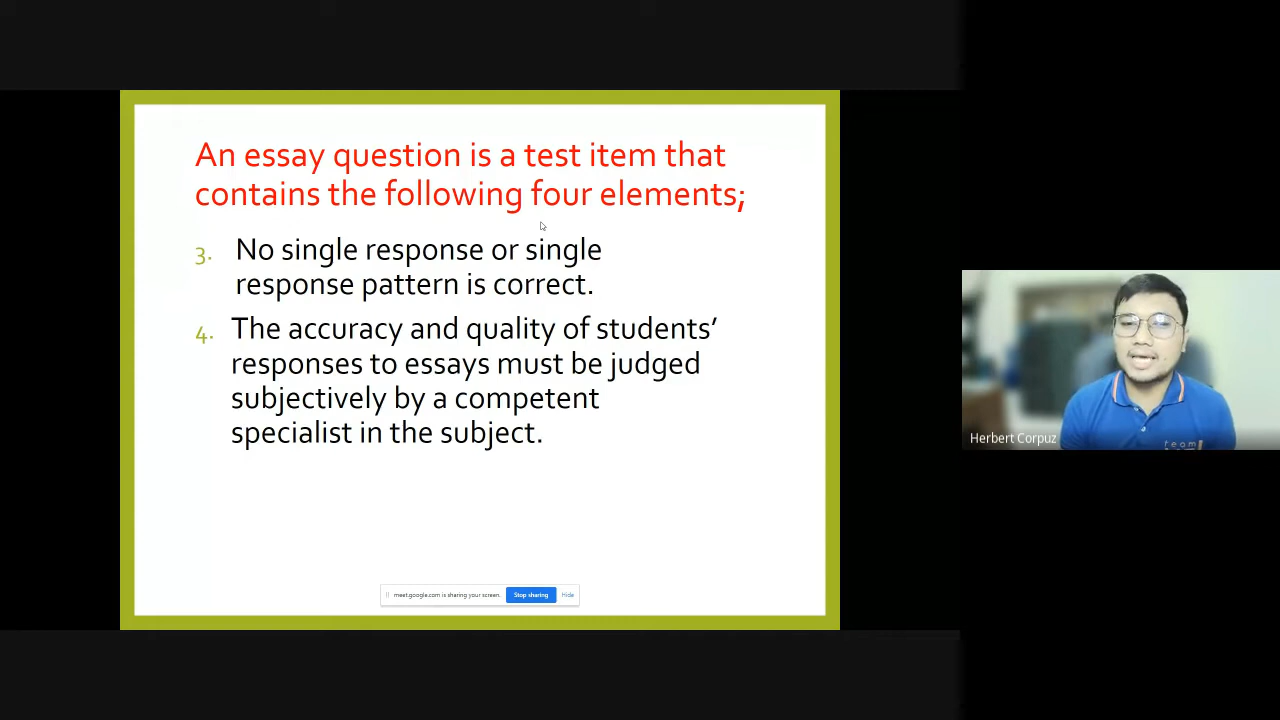 An essay question is a test item that
contains the following four elements;
3. No single response or single
response pattern is correct.
4. The accuracy and quality of students’
responses to essays must be judged
subjectively by a competent
specialist in the subject.
meet.google.com is sharing your screen.
Stop sharing
Hide
Herbert Corpuz
team